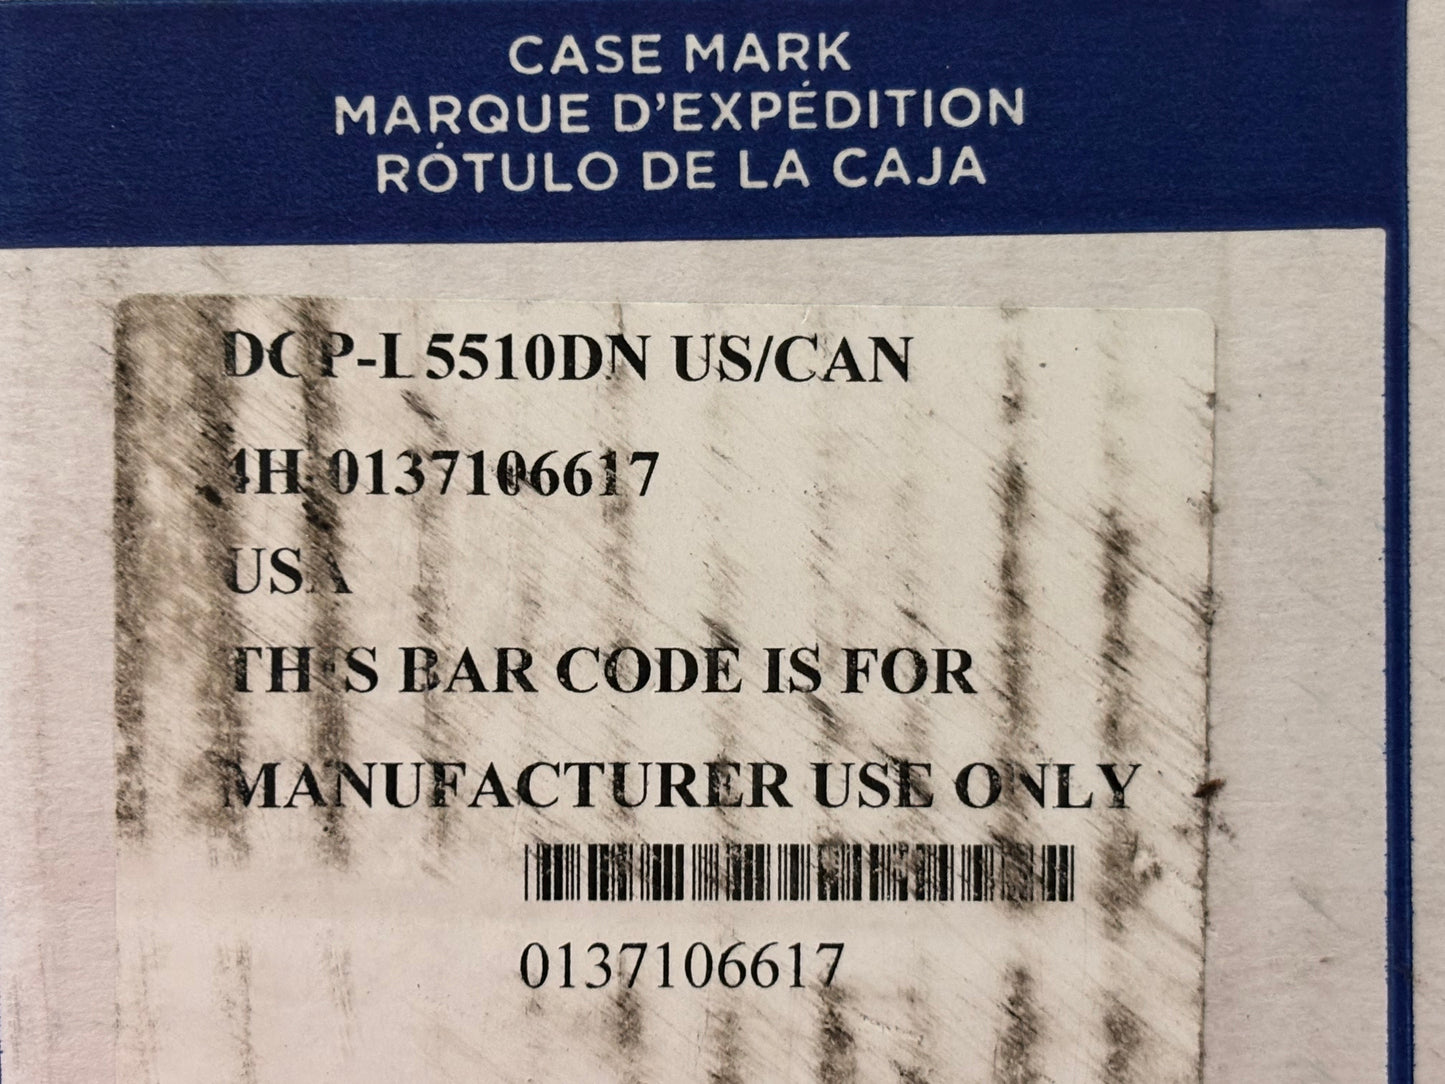 CASE MARK
MARQUE D'EXPÉDITION
RÓTULO DE LA CAJA
DCP-L5510DN US/CAN
4H 0137106617
USA
THIS BAR CODE IS FOR
MANUFACTURER USE ONLY
0137106617